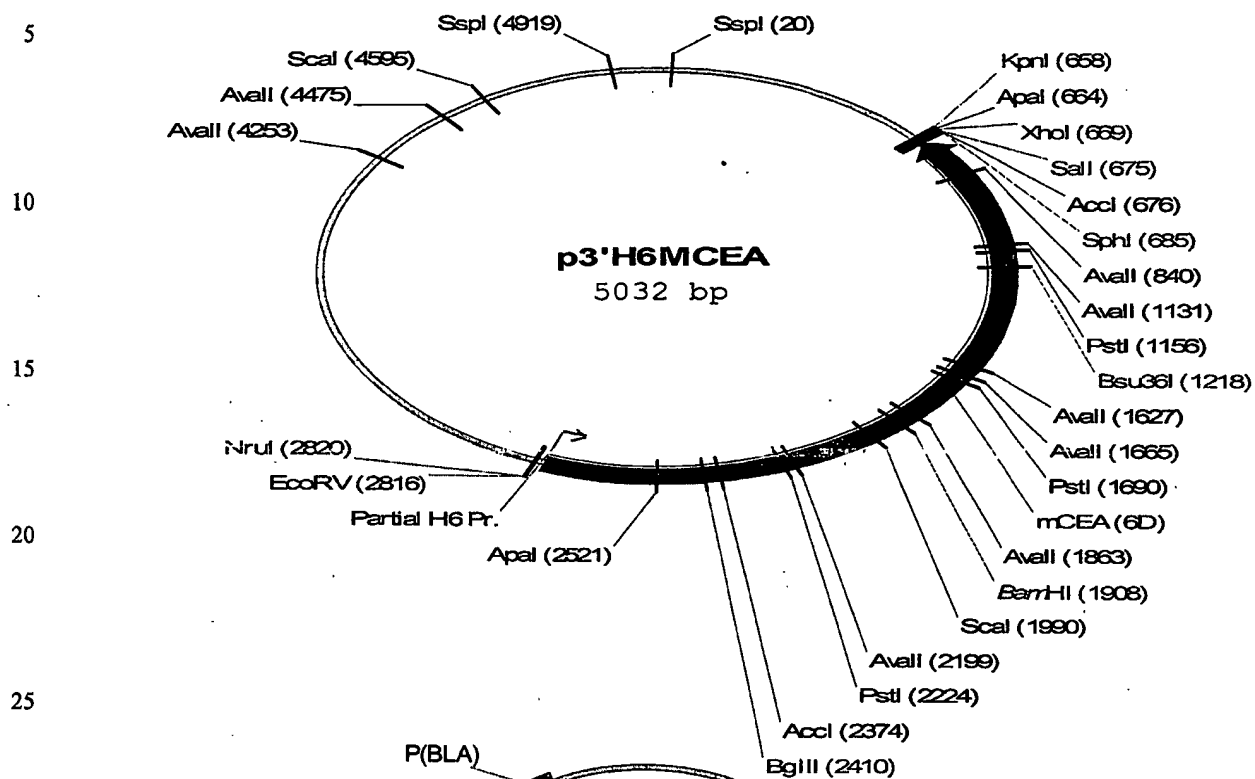 5
SspI (4919)
SspI (20)
ScaI (4595)
AvaII (4475)
AvaII (4253)
KpnI (658)
ApaI (664)
XhoI (669)
SalI (675)
10
AccI (676)
SphI (685)
p3'H6MCEA
5032 bp
AvaII (840)
AvaII (1131)
15
PstI (1156)
Bsu36I (1218)
AvaII (1627)
AvaII (1665)
PstI (1690)
mCEA (6D)
AvaII (1863)
BamHI (1908)
ScaI (1990)
NruI (2820)
EcoRV (2816)
Partial H6 Pr.
20
ApaI (2521)
AvaII (2199)
PstI (2224)
25
AccI (2374)
BglII (2410)
P(BLA)